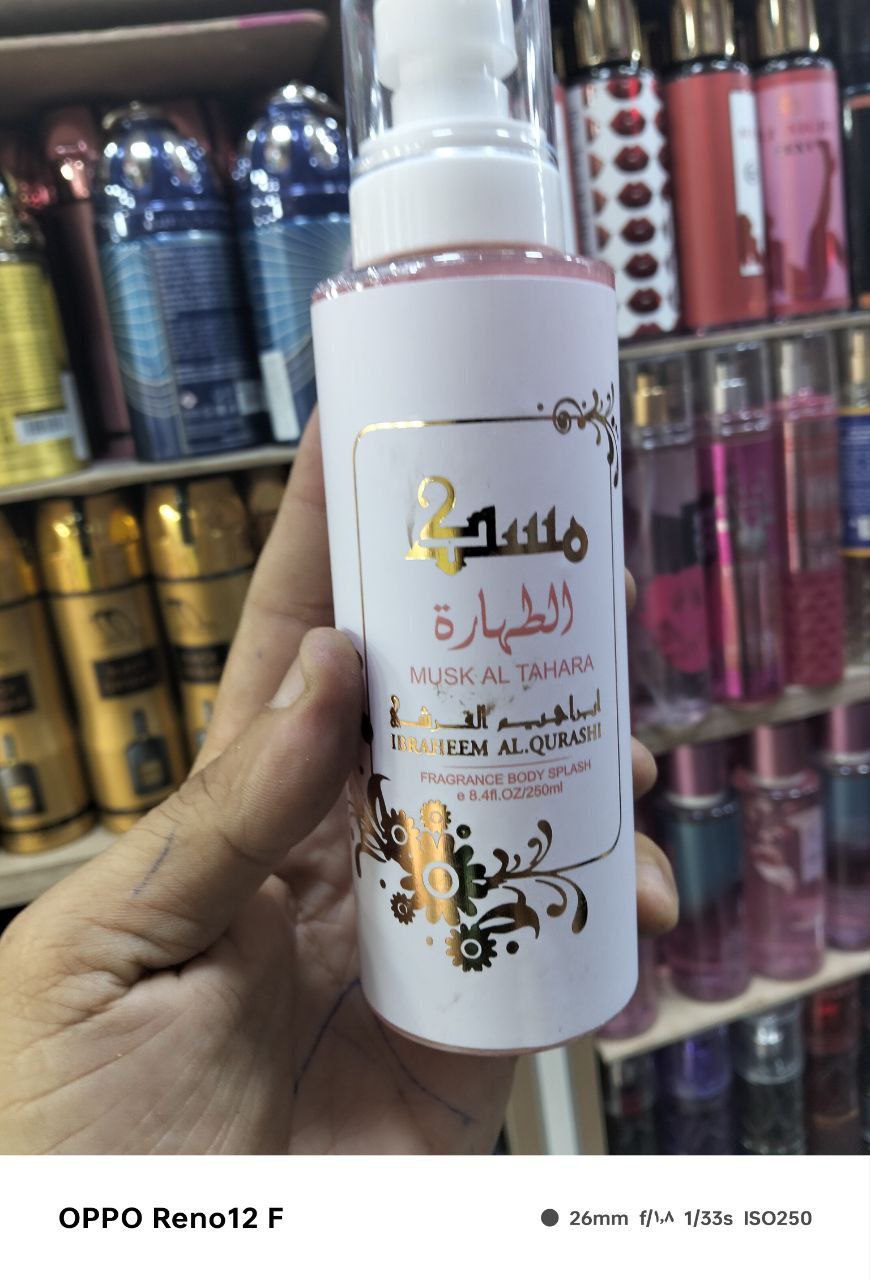 مسك
الطهارة
MUSK AL TAHARA
ابراهيم القرشي
IBRAHEEM AL.QURASHI
FRAGRANCE BODY SPLASH
e 8.4fl.OZ/250ml
OPPO Reno12 F
26mm f/١.٨ 1/33s ISO250